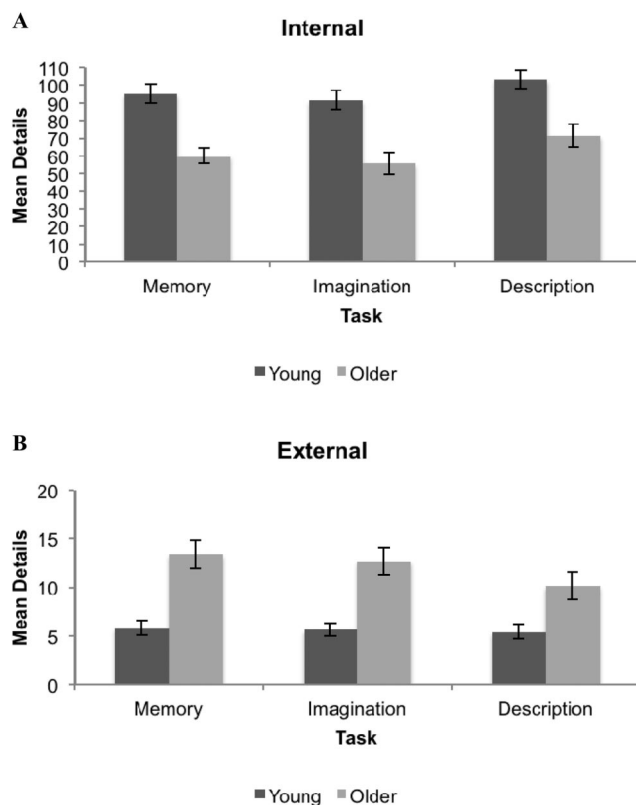 A
Internal
Mean Details
110
100
90
80
70
60
50
40
30
20
10
0
Memory Imagination Description
Task
Young Older
B
External
Mean Details
20
15
10
5
0
Memory Imagination Description
Task
Young Older